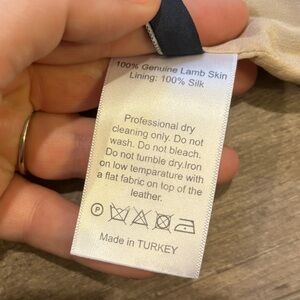 100% Genuine Lamb Skin
Lining: 100% Silk
Professional dry
cleaning only. Do not
wash. Do not bleach.
Do not tumble dry.Iron
on low temparature with
a flat fabric on top of the
leather.
P
Made in TURKEY